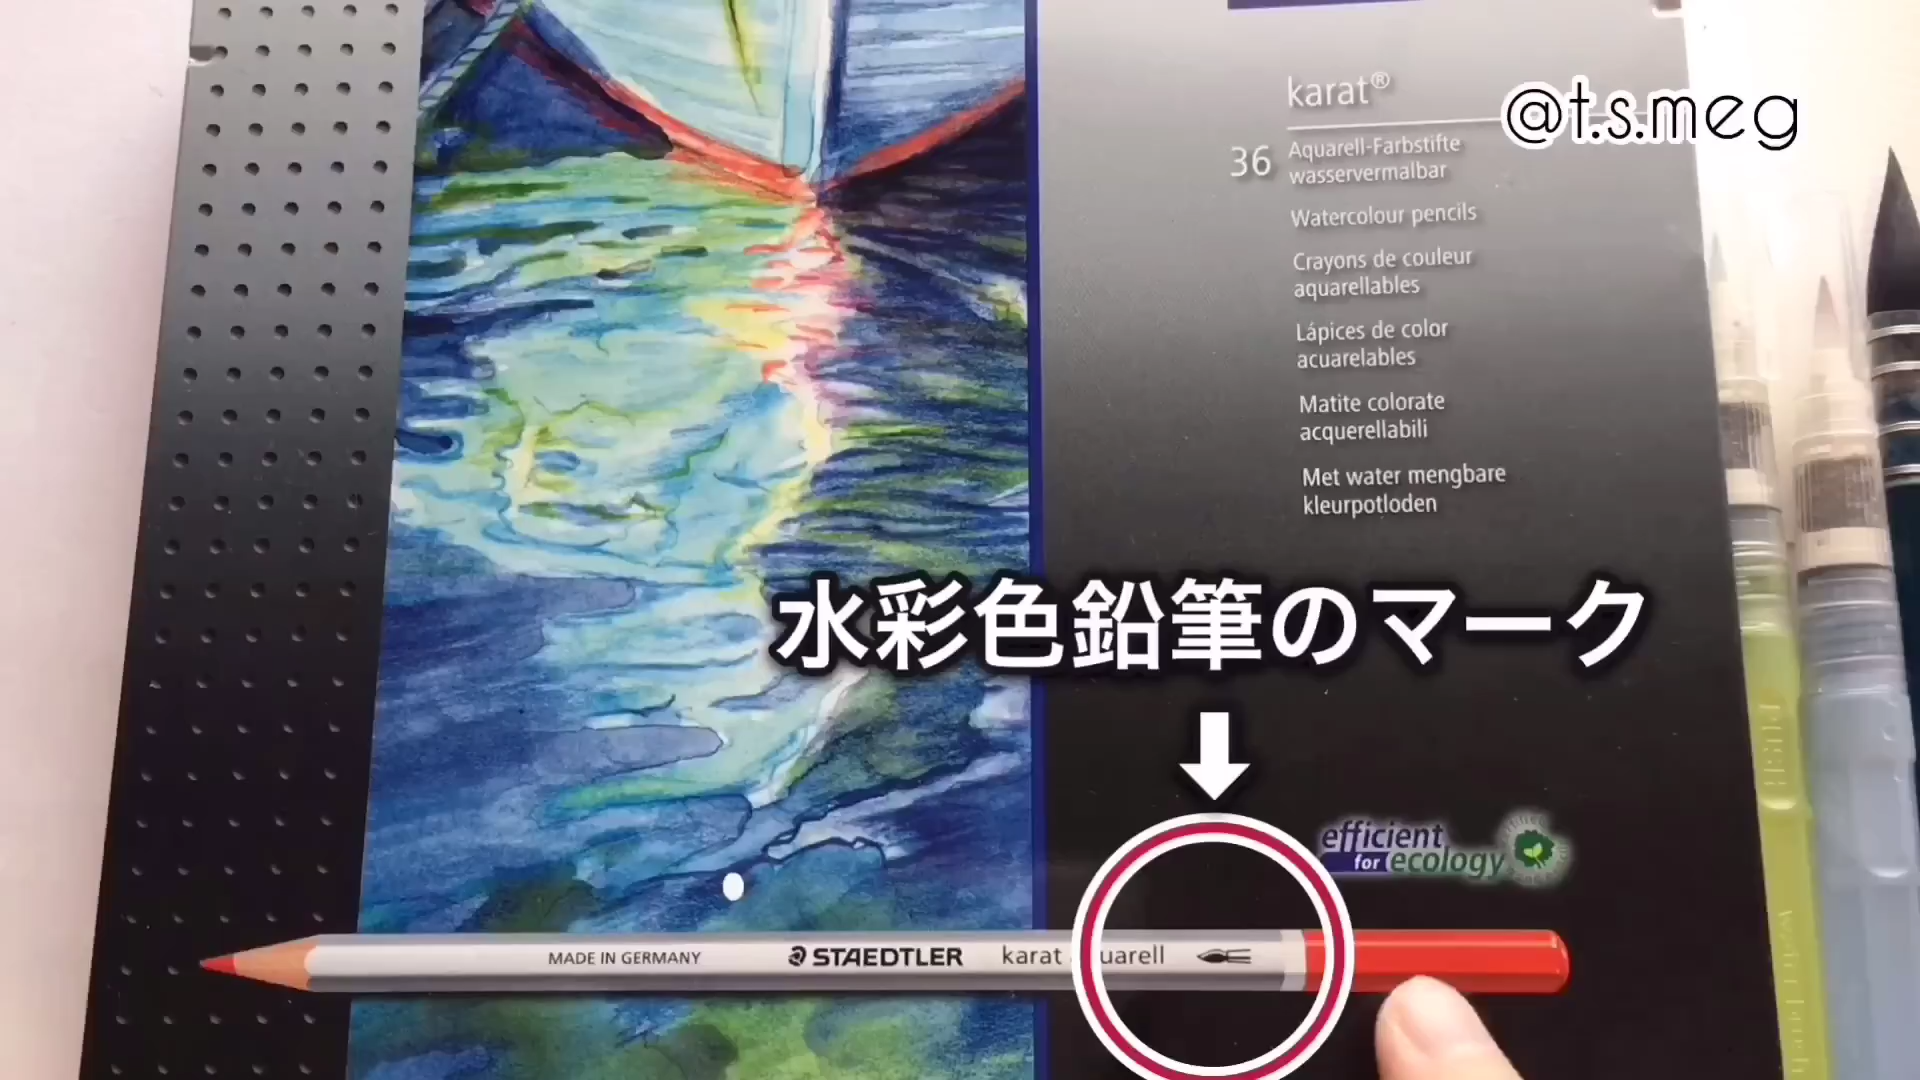 karat®
@t.s.meg
36 Aquarell-Farbstifte
wasservermalbar
Watercolour pencils
Crayons de couleur
aquarellables
Lápices de color
acuarelables
Matite colorate
acquerellabili
Met water mengbare
kleurpotloden
水彩色鉛筆のマーク
efficient
for ecology
MADE IN GERMANY STAEDTLER karat aquarell